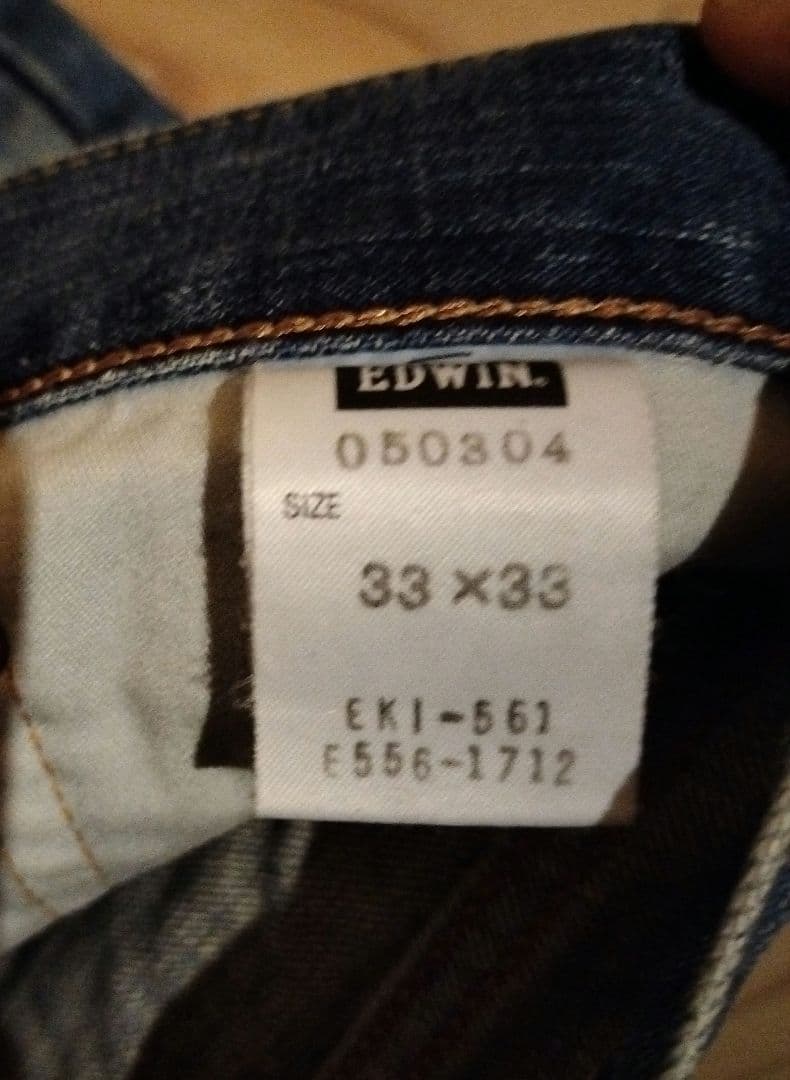 EDWIN.
050304
SIZE
33×33
EKI-561
E556-1712